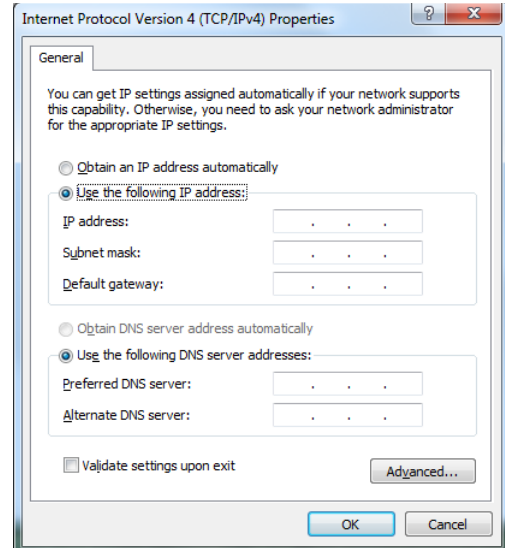 Internet Protocol Version 4 (TCP/IPv4) Properties
General
You can get IP settings assigned automatically if your network supports
this capability. Otherwise, you need to ask your network administrator
for the appropriate IP settings.
Obtain an IP address automatically
Use the following IP address:
IP address:
. . .
Subnet mask:
. . .
Default gateway:
. . .
Obtain DNS server address automatically
Use the following DNS server addresses:
Preferred DNS server:
. . .
Alternate DNS server:
. . .
Validate settings upon exit
Advanced...
OK Cancel